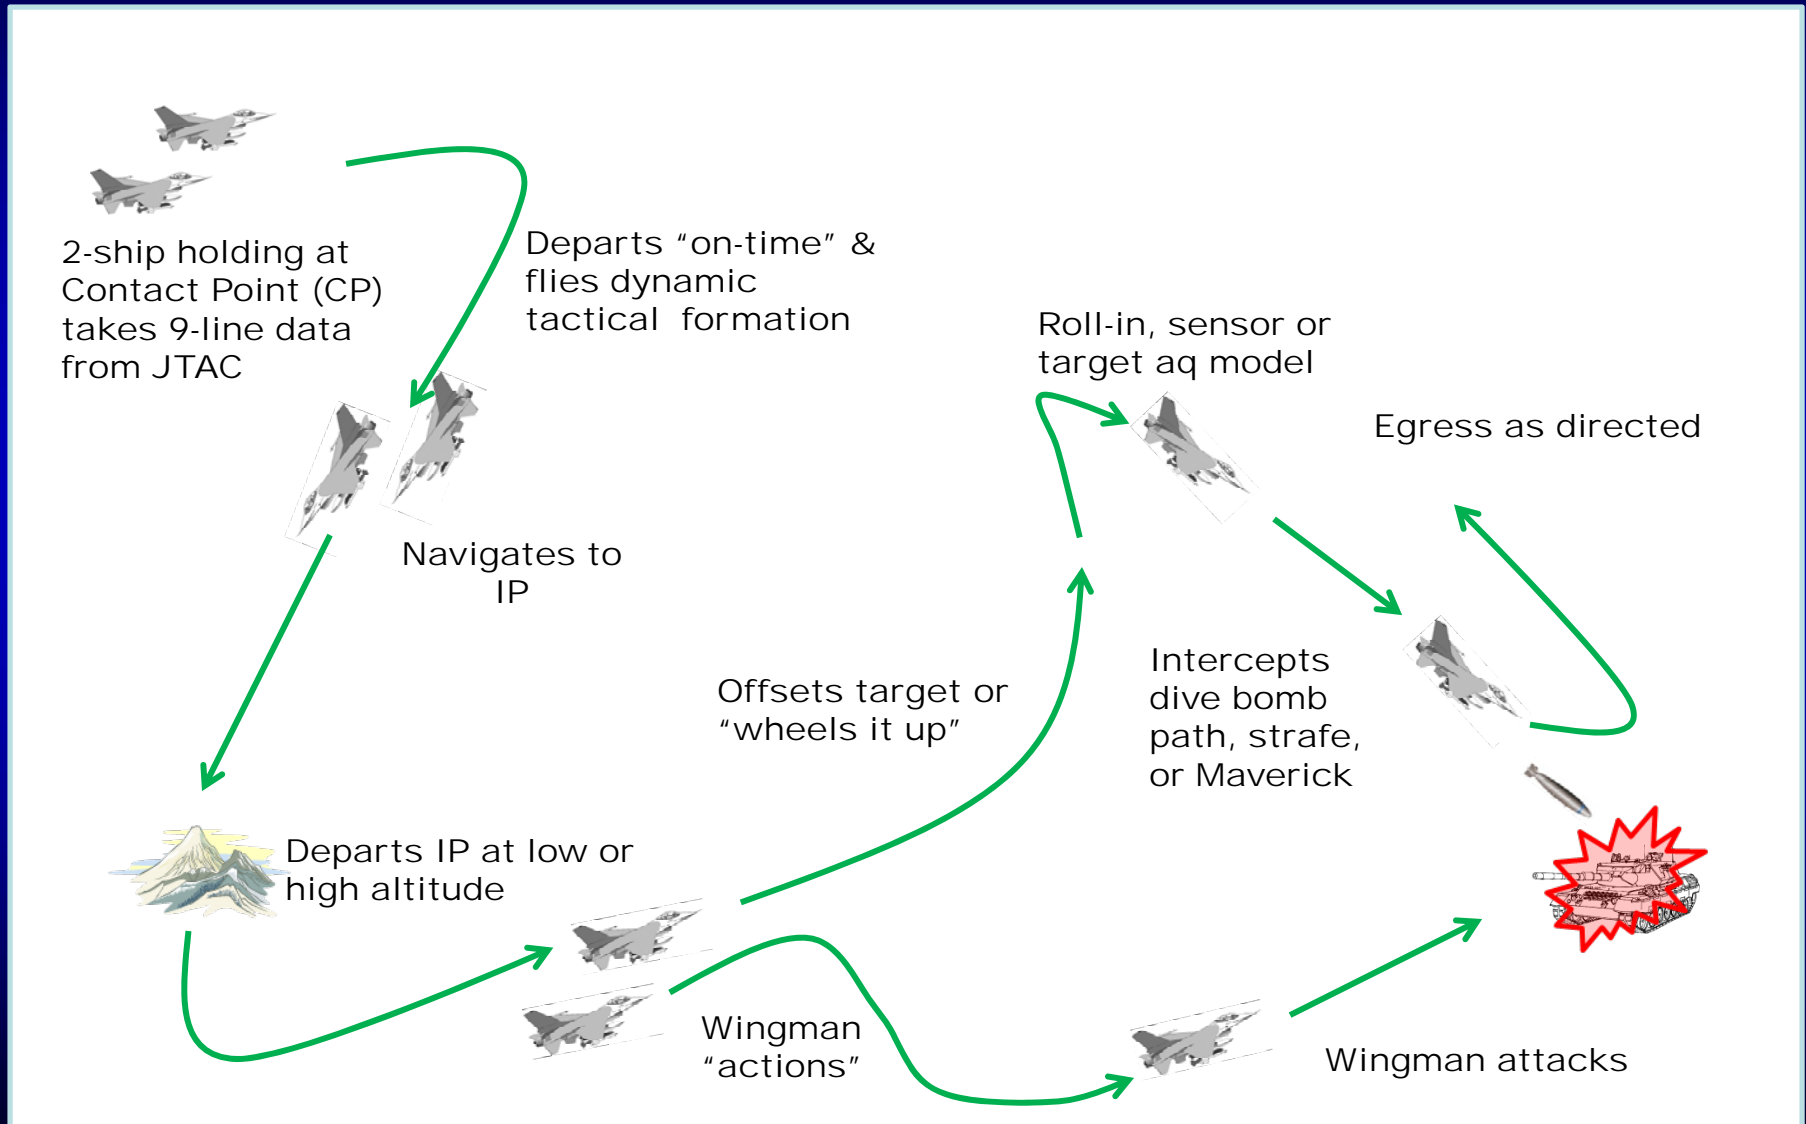 2-ship holding at
Contact Point (CP)
takes 9-line data
from JTAC
Departs “on-time” &
flies dynamic
tactical formation
Navigates to
IP
Departs IP at low or
high altitude
Offsets target or
“wheels it up”
Wingman
“actions”
Roll-in, sensor or
target aq model
Egress as directed
Intercepts
dive bomb
path, strafe,
or Maverick
Wingman attacks